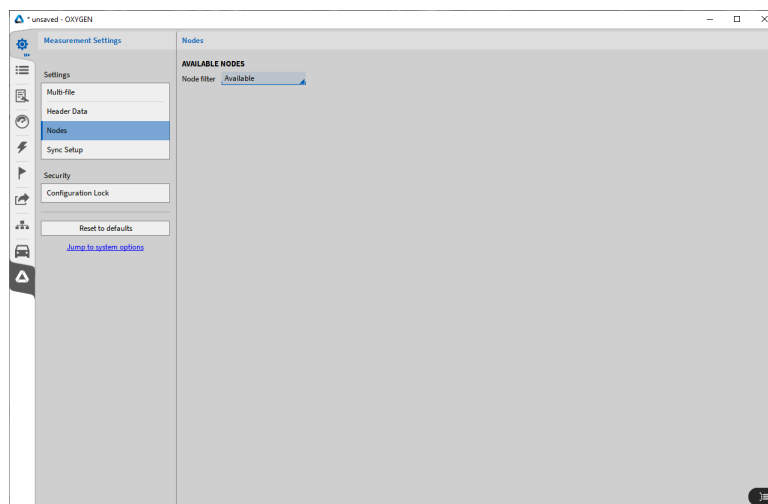 * unsaved - OXYGEN
Measurement Settings
Nodes
Settings
Multi-file
Header Data
Nodes
Sync Setup
Security
Configuration Lock
Reset to defaults
Jump to system options
AVAILABLE NODES
Node filter Available